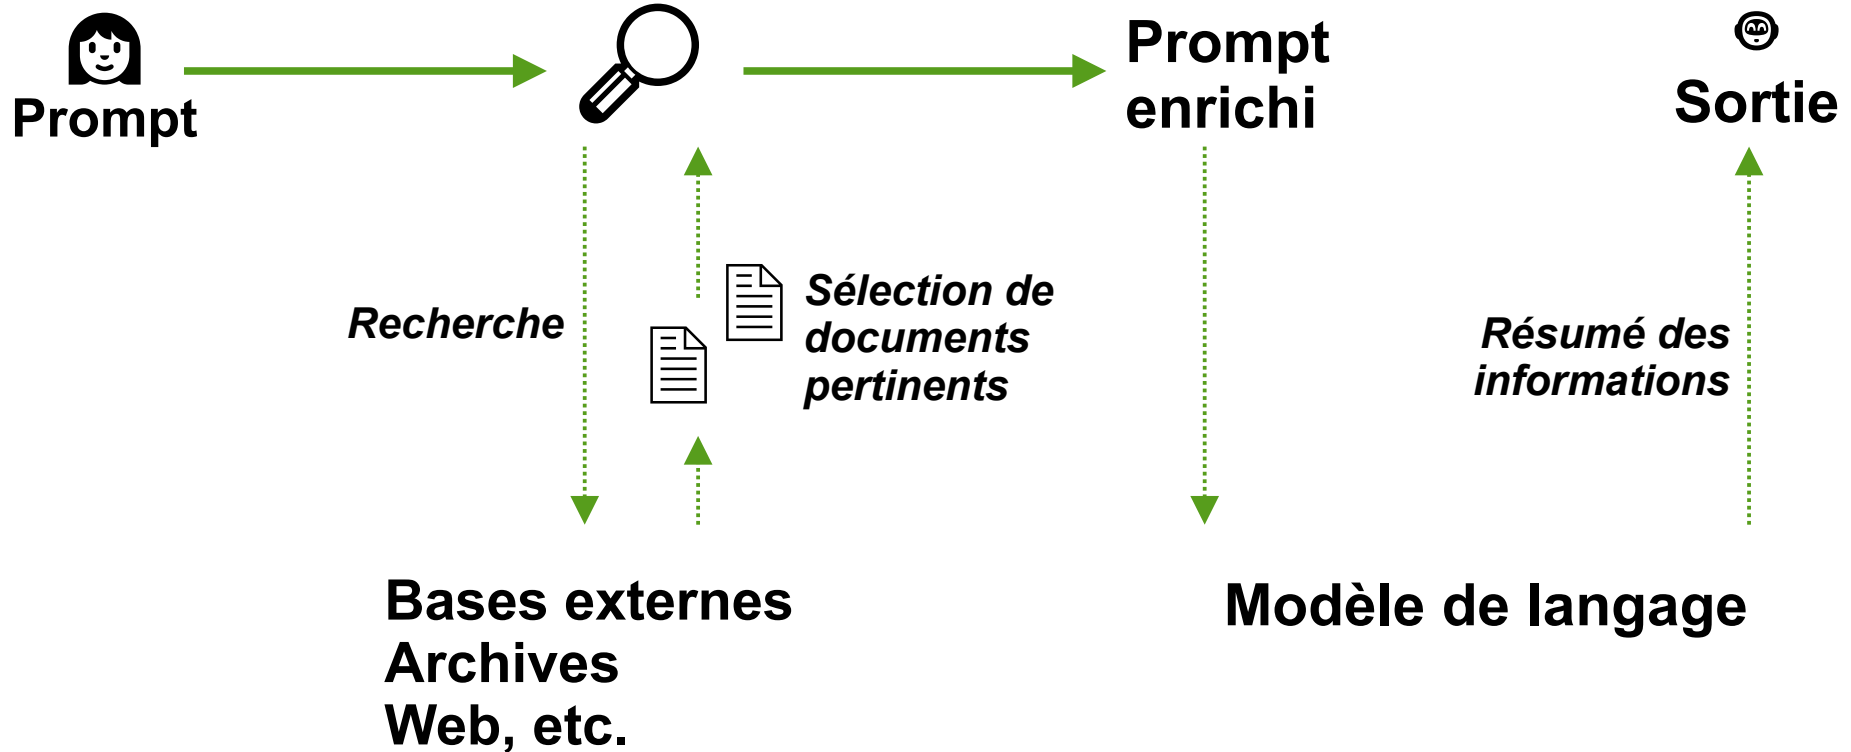 Prompt
Prompt
enrichi
Sortie
Recherche
Sélection de
documents
pertinents
Résumé des
informations
Bases externes
Archives
Web, etc.
Modèle de langage